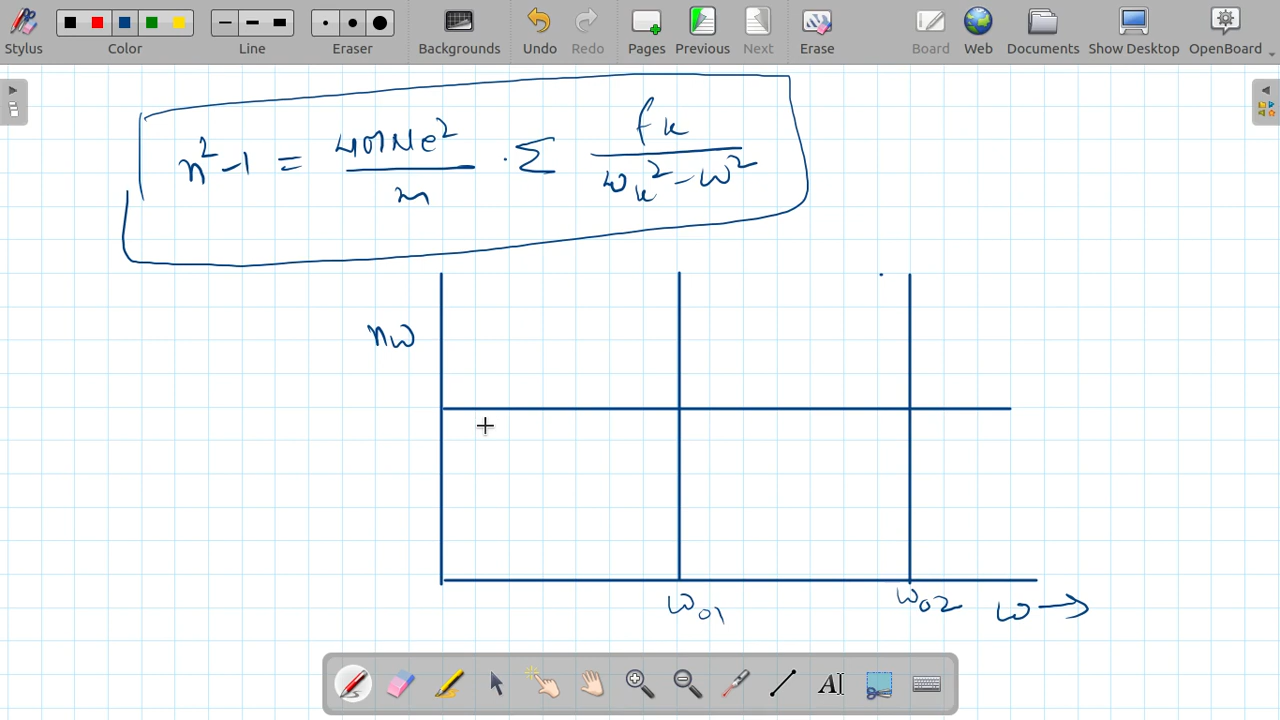 Stylus Color Line Eraser Backgrounds Undo Redo Pages Previous Next Erase Board Web Documents Show Desktop OpenBoard
n² - 1 = 4πNe²/m · Σ fk/ωk² - ω²
nω
ω01 ω02 ω →
AI